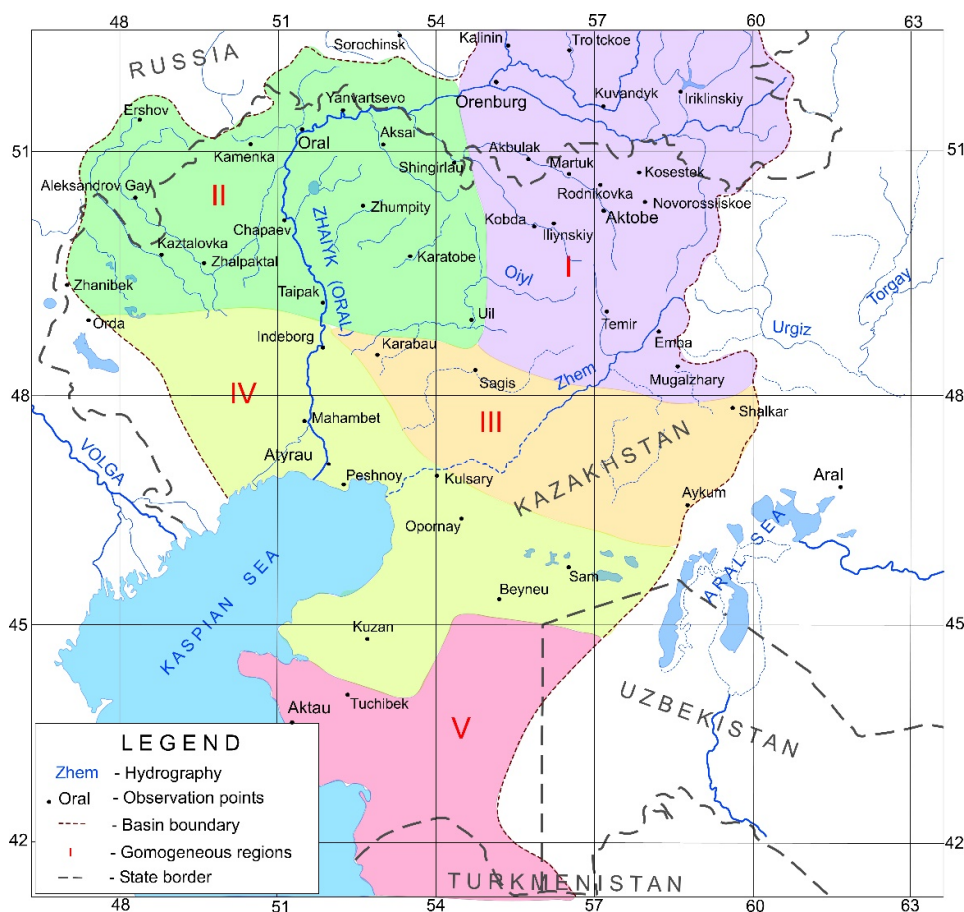 48 51 54 57 60 63
RUSSIA
Sorochinsk
Kalinin
Troitckoe
Ershov
Yanvartsevo
Orenburg
Kuvandyk
Iriklinskiy
Oral
Aksai
51 51
Kamenka
Akbulak
Shingirlau
Martuk
Kosestek
Aleksandrov Gay
II
Rodnikovka
Novorossiskoe
Zhumpity
Aktobe
Chapaev
ZHAIYK (ORAL)
Kobda
Iliynskiy
Kaztalovka
Zhalpaktal
Karatobe
I
Oiyl
Zhanibek
Torgay
Taipak
Orda
Uil
Temir
Urgiz
Indeborg
Emba
Karabau
Zhem
Mugalzhary
Sagis
48 48
IV
III
Shalkar
Mahambet
VOLGA
KAZAKHSTAN
Atyrau
Peshnoy
Kulsary
Aral
Aykum
Opornay
ARAL SEA
KASPIAN SEA
Sam
Beyneu
45 45
Kuzan
UZBEKISTAN
Tuchibek
Aktau
V
LEGEND
Zhem - Hydrography
Oral - Observation points
- Basin boundary
I - Gomogeneous regions
- State border
42 42
TURKMENISTAN
48 51 54 57 60 63